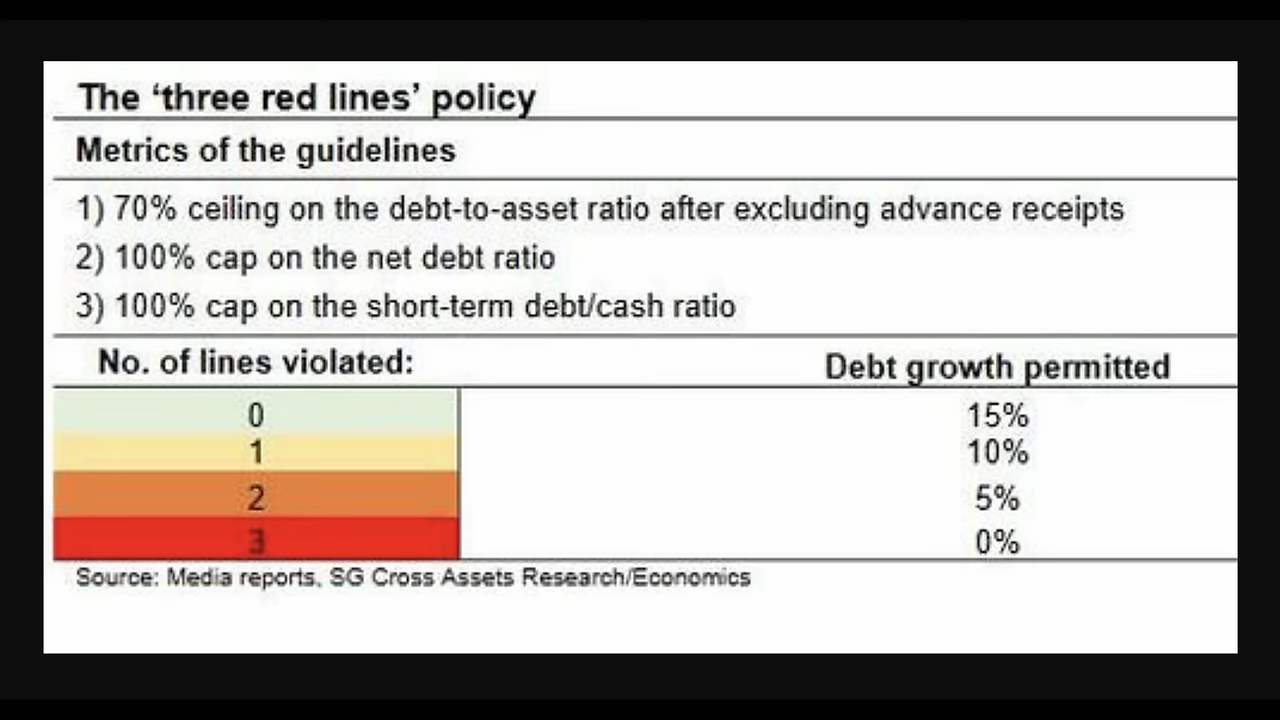 The ‘three red lines’ policy
Metrics of the guidelines
1) 70% ceiling on the debt-to-asset ratio after excluding advance receipts
2) 100% cap on the net debt ratio
3) 100% cap on the short-term debt/cash ratio
No. of lines violated: Debt growth permitted
0 15%
1 10%
2 5%
3 0%
Source: Media reports, SG Cross Assets Research/Economics